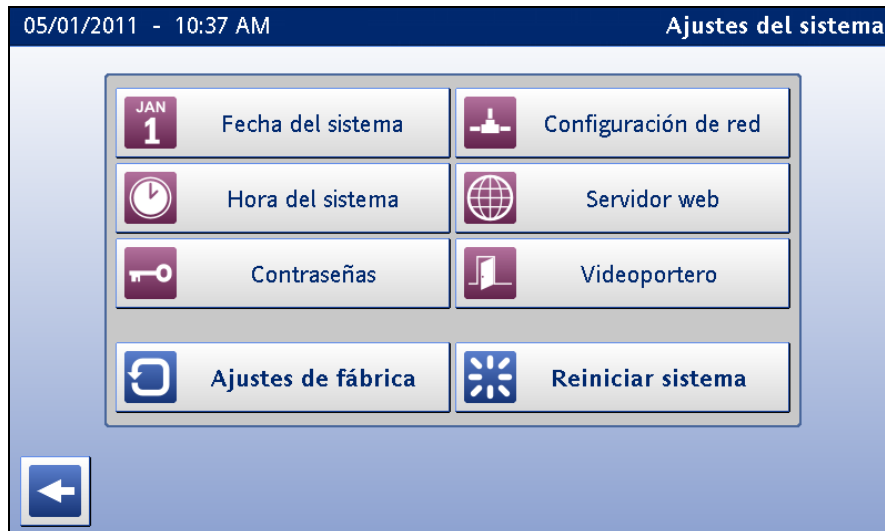 05/01/2011 - 10:37 AM
Ajustes del sistema
JAN
1
Fecha del sistema
Configuración de red
Hora del sistema
Servidor web
Contraseñas
Videoportero
Ajustes de fábrica
Reiniciar sistema